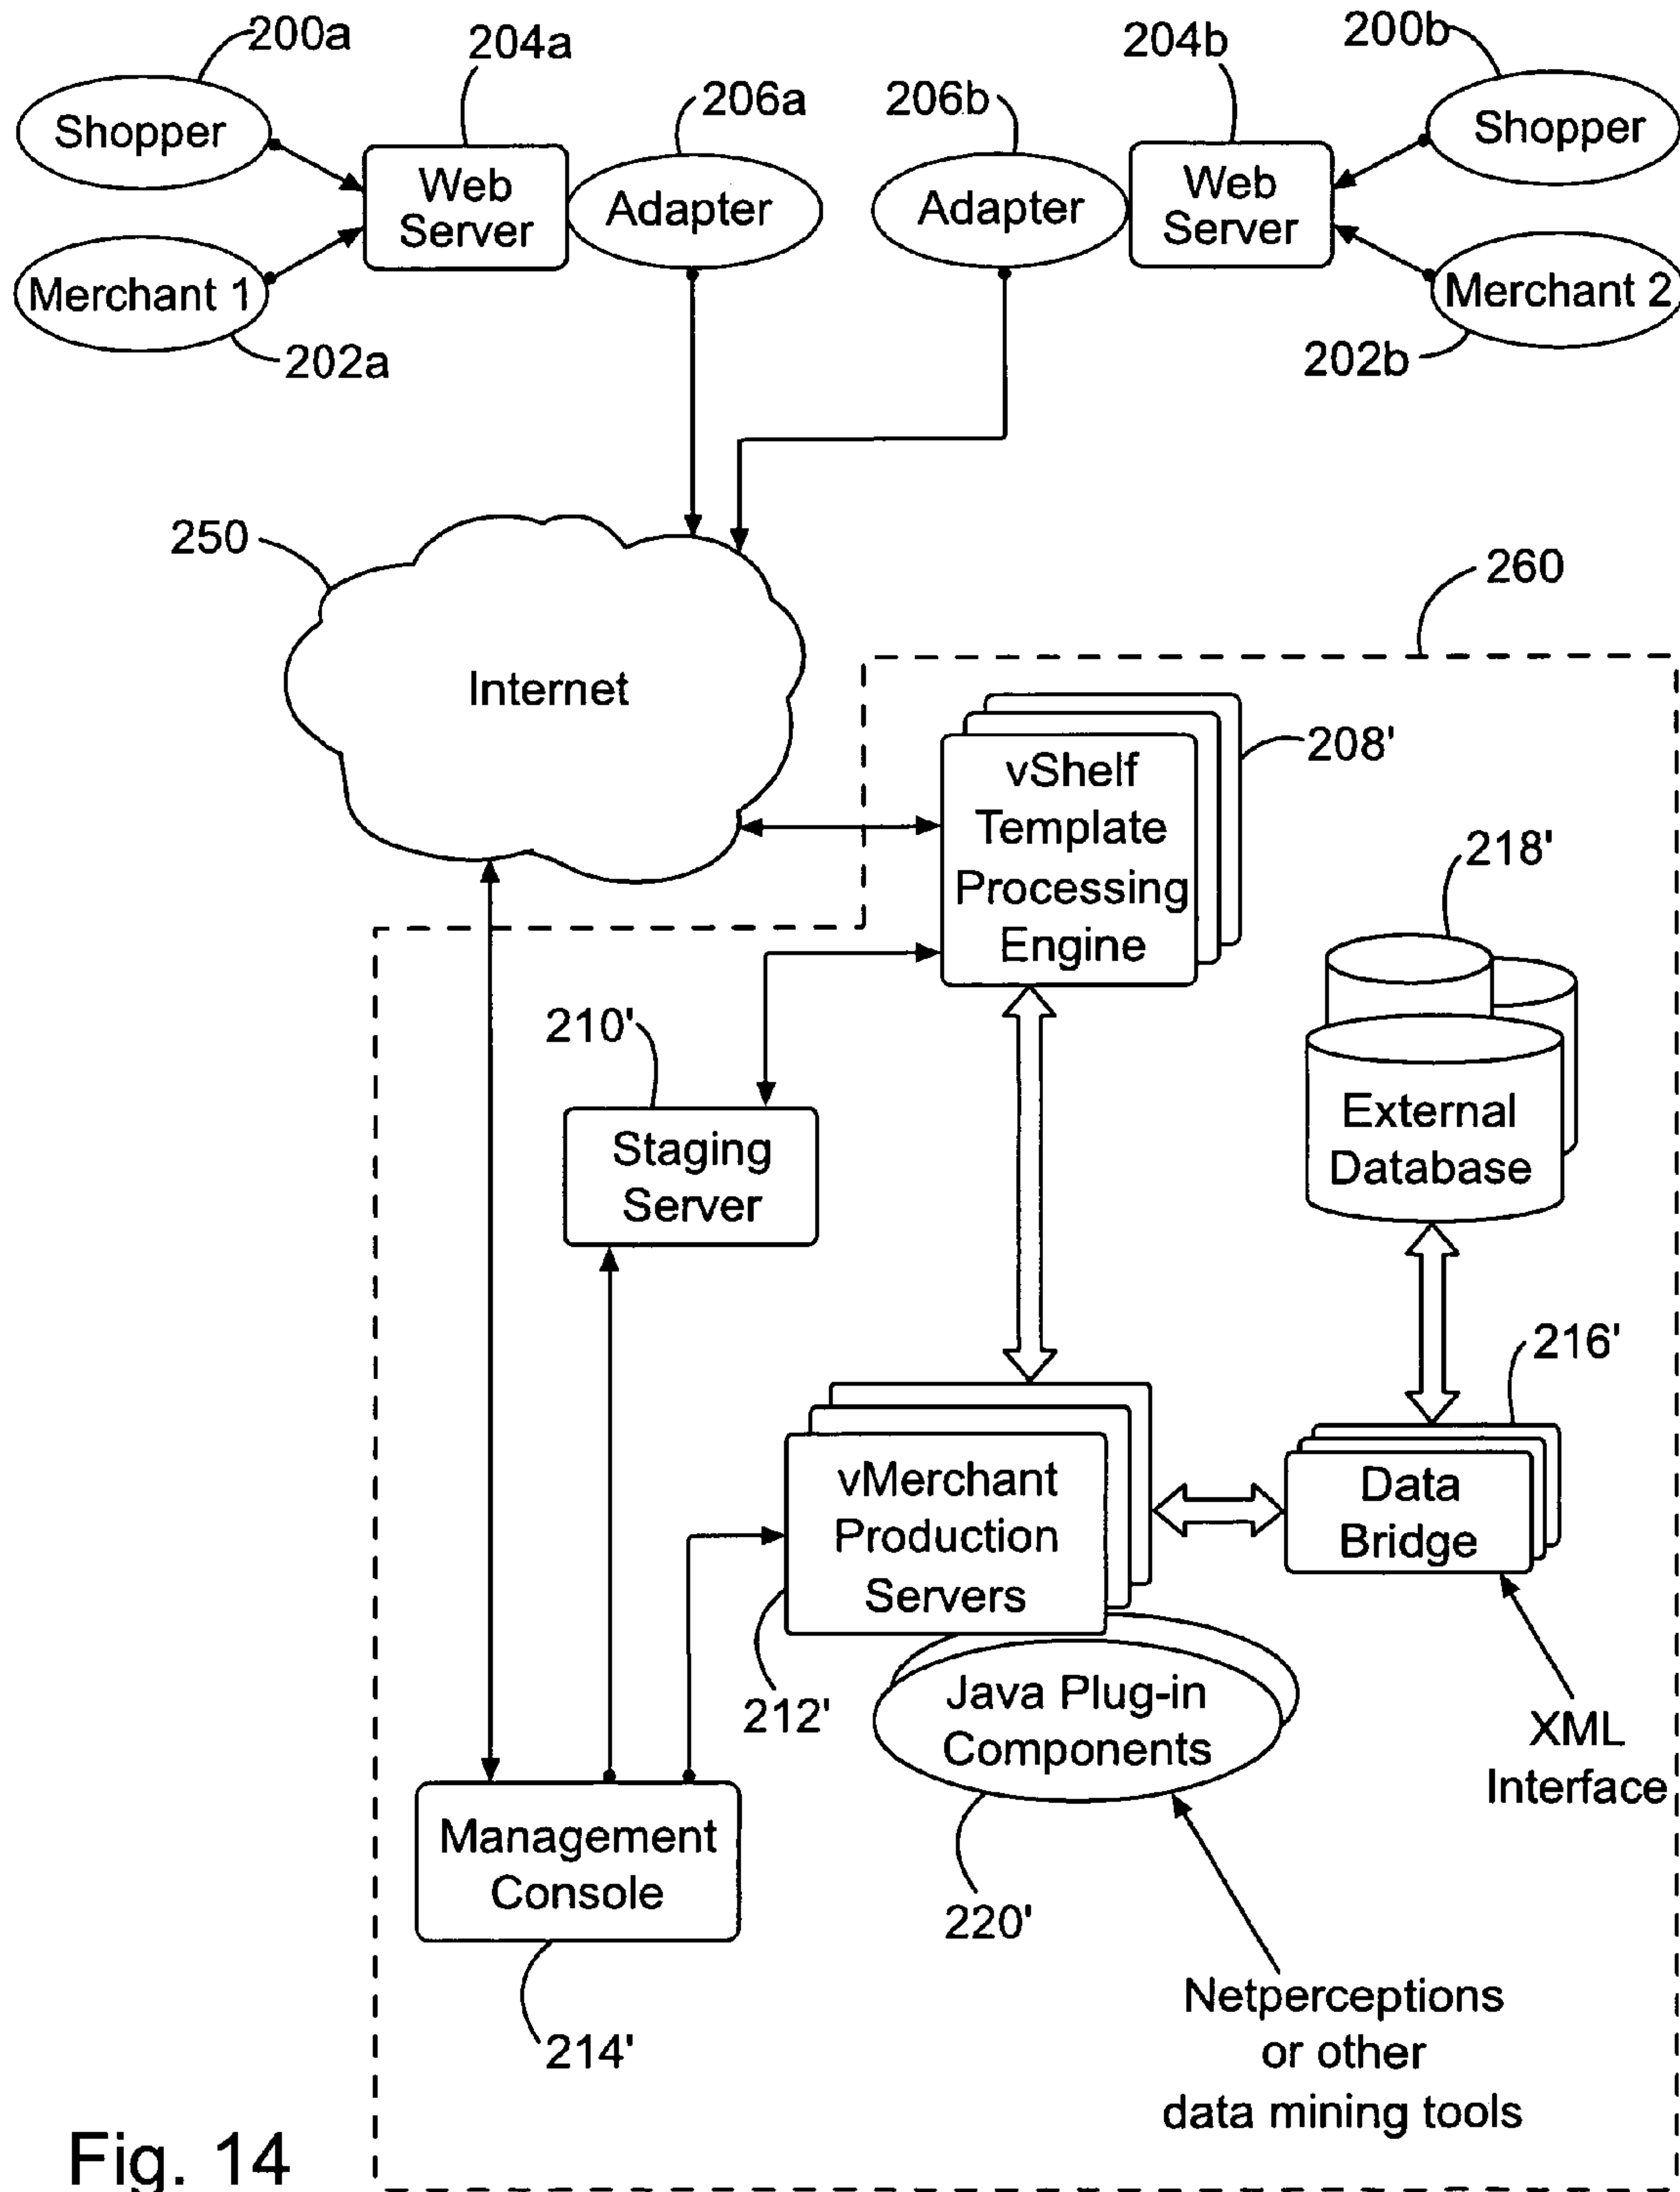 200a
204a
204b
200b
206a
206b
Shopper
Shopper
Web
Server
Adapter
Adapter
Web
Server
Merchant 1
Merchant 2
202a
202b
250
260
Internet
vShelf
Template
Processing
Engine
208'
218'
210'
Staging
Server
External
Database
216'
vMerchant
Production
Servers
Data
Bridge
212'
Java Plug-in
Components
XML
Interface
Management
Console
220'
214'
Netperceptions
or other
data mining tools
Fig. 14